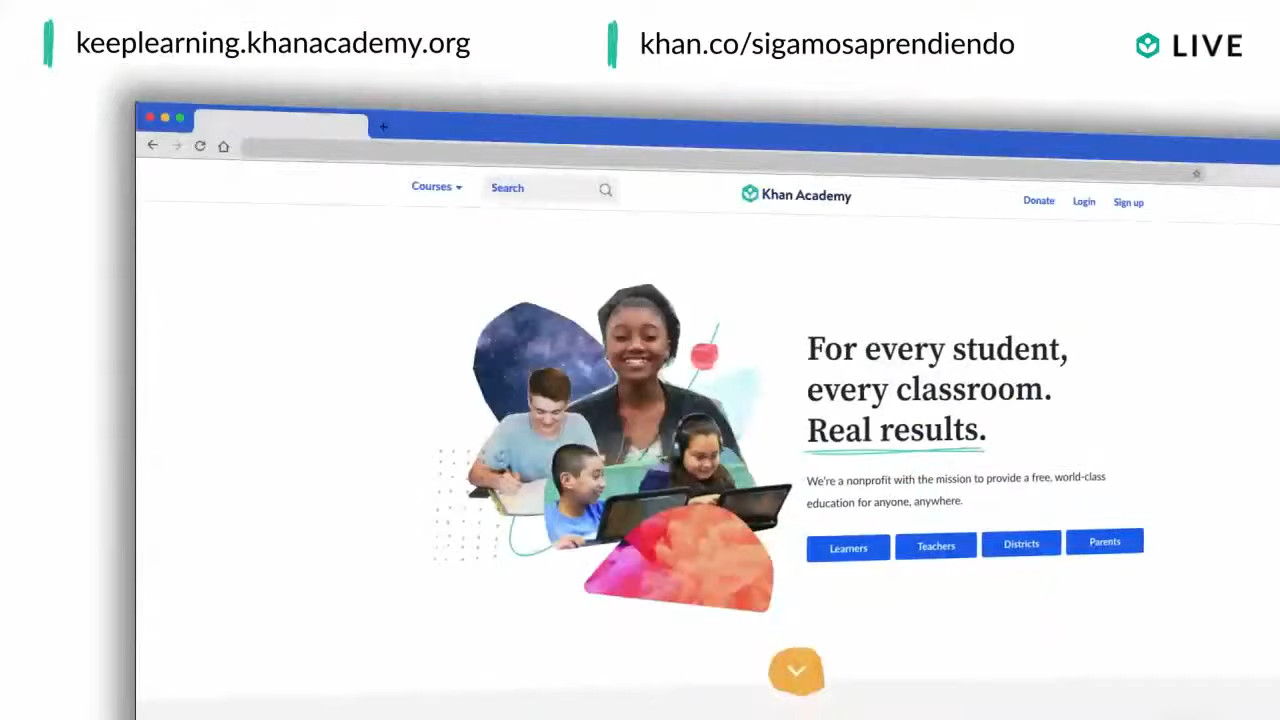 keeplearning.khanacademy.org
khan.co/sigamosaprendiendo
LIVE
Courses
Search
Khan Academy
Donate
Login
Sign up
For every student,
every classroom.
Real results.
We're a nonprofit with the mission to provide a free, world-class
education for anyone, anywhere.
Learners
Teachers
Districts
Parents